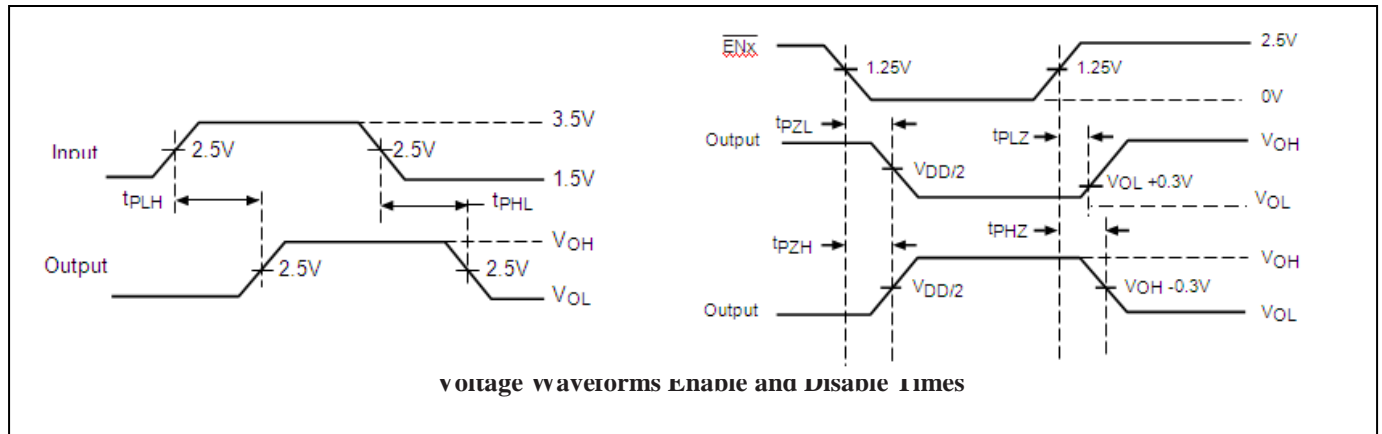 3.5V
Input
2.5V
2.5V
1.5V
tPLH
tPHL
VOH
Output
2.5V
2.5V
VOL
ENx
2.5V
1.25V
1.25V
0V
tPZL
tPLZ
Output
VOH
VDD/2
VOL +0.3V
VOL
tPZH
tPHZ
VOH
VDD/2
VOH -0.3V
Output
VOL
Voltage Waveforms Enable and Disable Times